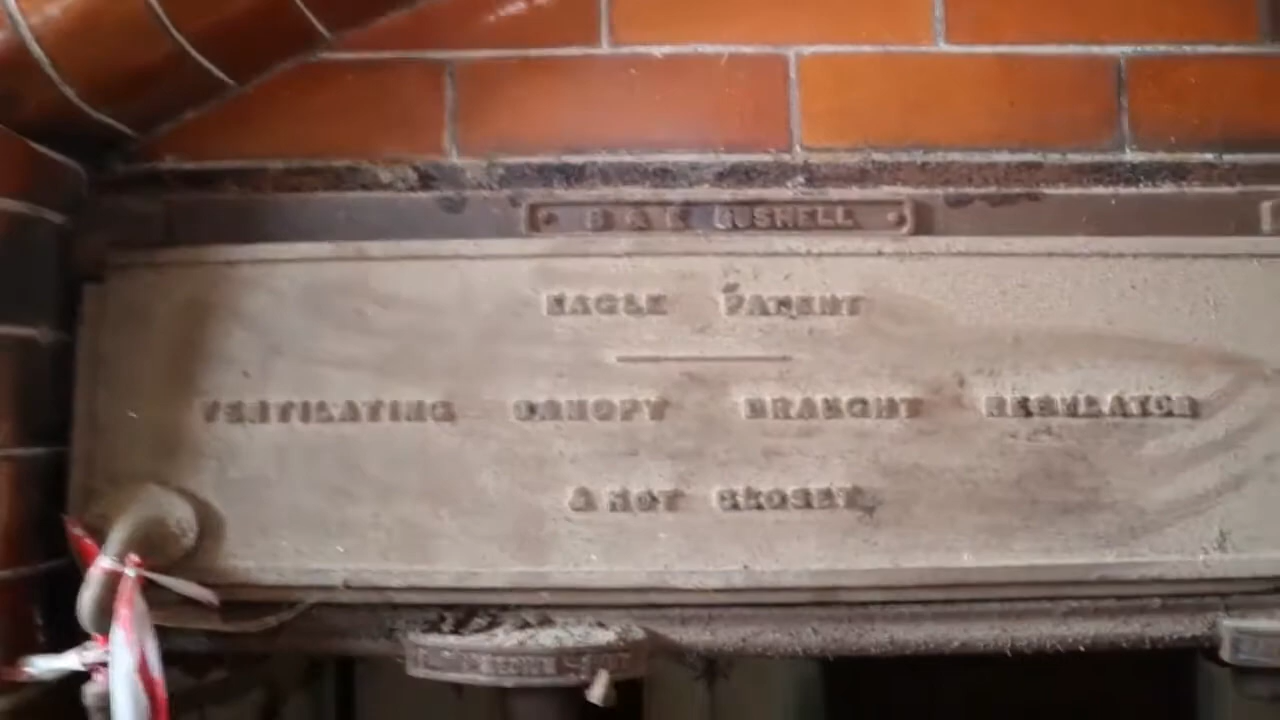 BUSHELL
EAGLE PATENT
VENTILATING CANOPY DRAUGHT REGULATOR
& HOT CLOSET